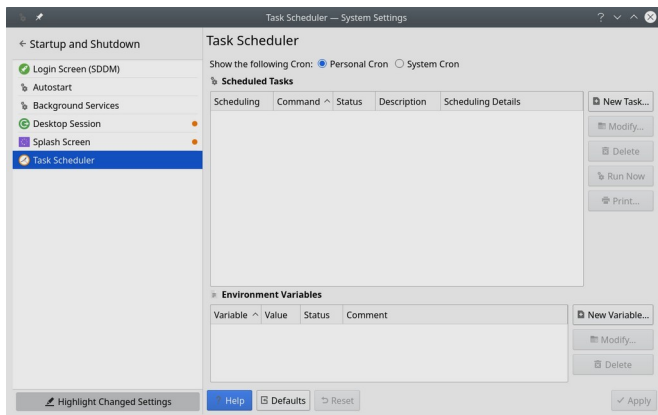 Task Scheduler — System Settings
Startup and Shutdown
Login Screen (SDDM)
Autostart
Background Services
Desktop Session
Splash Screen
Task Scheduler
Highlight Changed Settings
Task Scheduler
Show the following Cron: Personal Cron System Cron
Scheduled Tasks
Scheduling Command Status Description Scheduling Details
New Task...
Modify...
Delete
Run Now
Print...
Environment Variables
Variable Value Status Comment
New Variable...
Modify...
Delete
Help Defaults Reset Apply